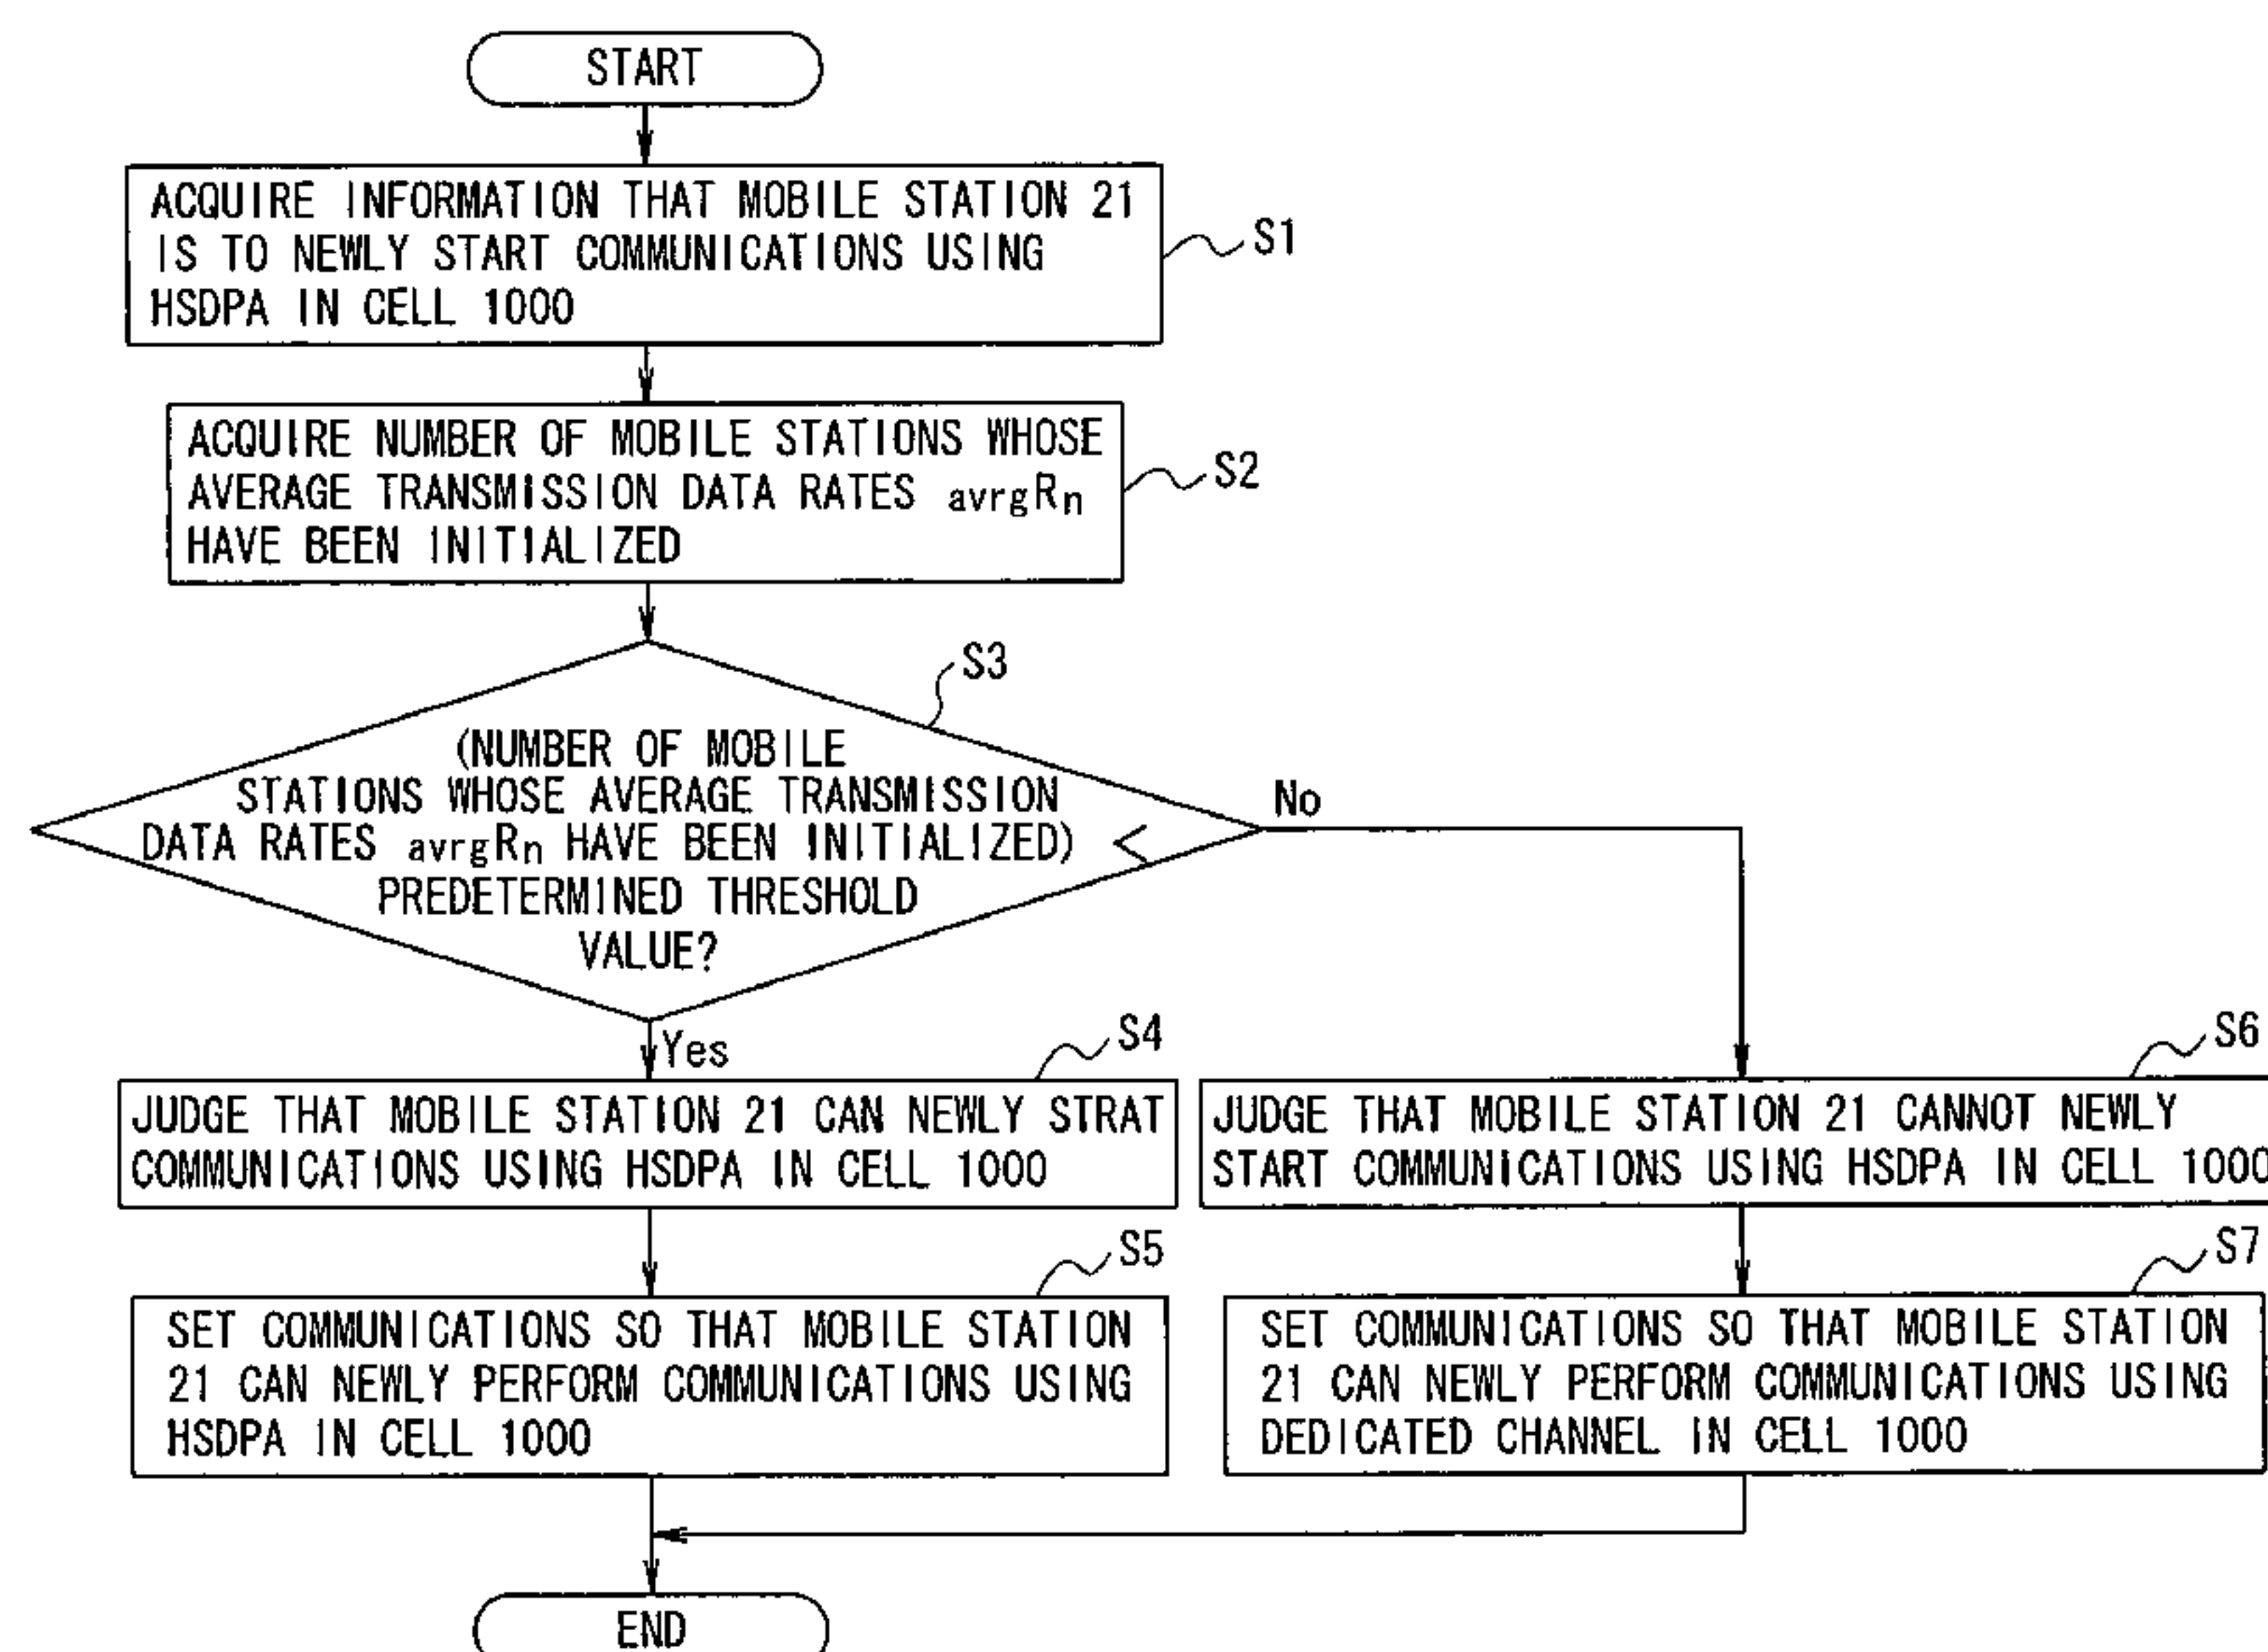 START
ACQUIRE INFORMATION THAT MOBILE STATION 21
IS TO NEWLY START COMMUNICATIONS USING
HSDPA IN CELL 1000
S1
ACQUIRE NUMBER OF MOBILE STATIONS WHOSE
AVERAGE TRANSMISSION DATA RATES avrgRn
HAVE BEEN INITIALIZED
S2
S3
(NUMBER OF MOBILE
STATIONS WHOSE AVERAGE TRANSMISSION
DATA RATES avrgRn HAVE BEEN INITIALIZED) <
PREDETERMINED THRESHOLD
VALUE?
No
Yes
S4
JUDGE THAT MOBILE STATION 21 CAN NEWLY STRAT
COMMUNICATIONS USING HSDPA IN CELL 1000
S5
SET COMMUNICATIONS SO THAT MOBILE STATION
21 CAN NEWLY PERFORM COMMUNICATIONS USING
HSDPA IN CELL 1000
S6
JUDGE THAT MOBILE STATION 21 CANNOT NEWLY
START COMMUNICATIONS USING HSDPA IN CELL 1000
S7
SET COMMUNICATIONS SO THAT MOBILE STATION
21 CAN NEWLY PERFORM COMMUNICATIONS USING
DEDICATED CHANNEL IN CELL 1000
END